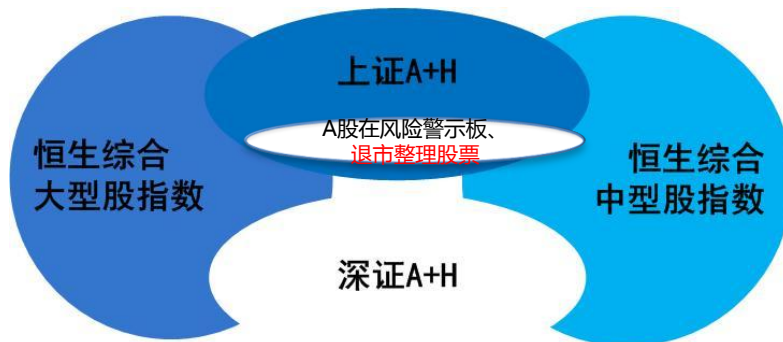 上证A+H
A股在风险警示板、
退市整理股票
恒生综合
大型股指数
恒生综合
中型股指数
深证A+H